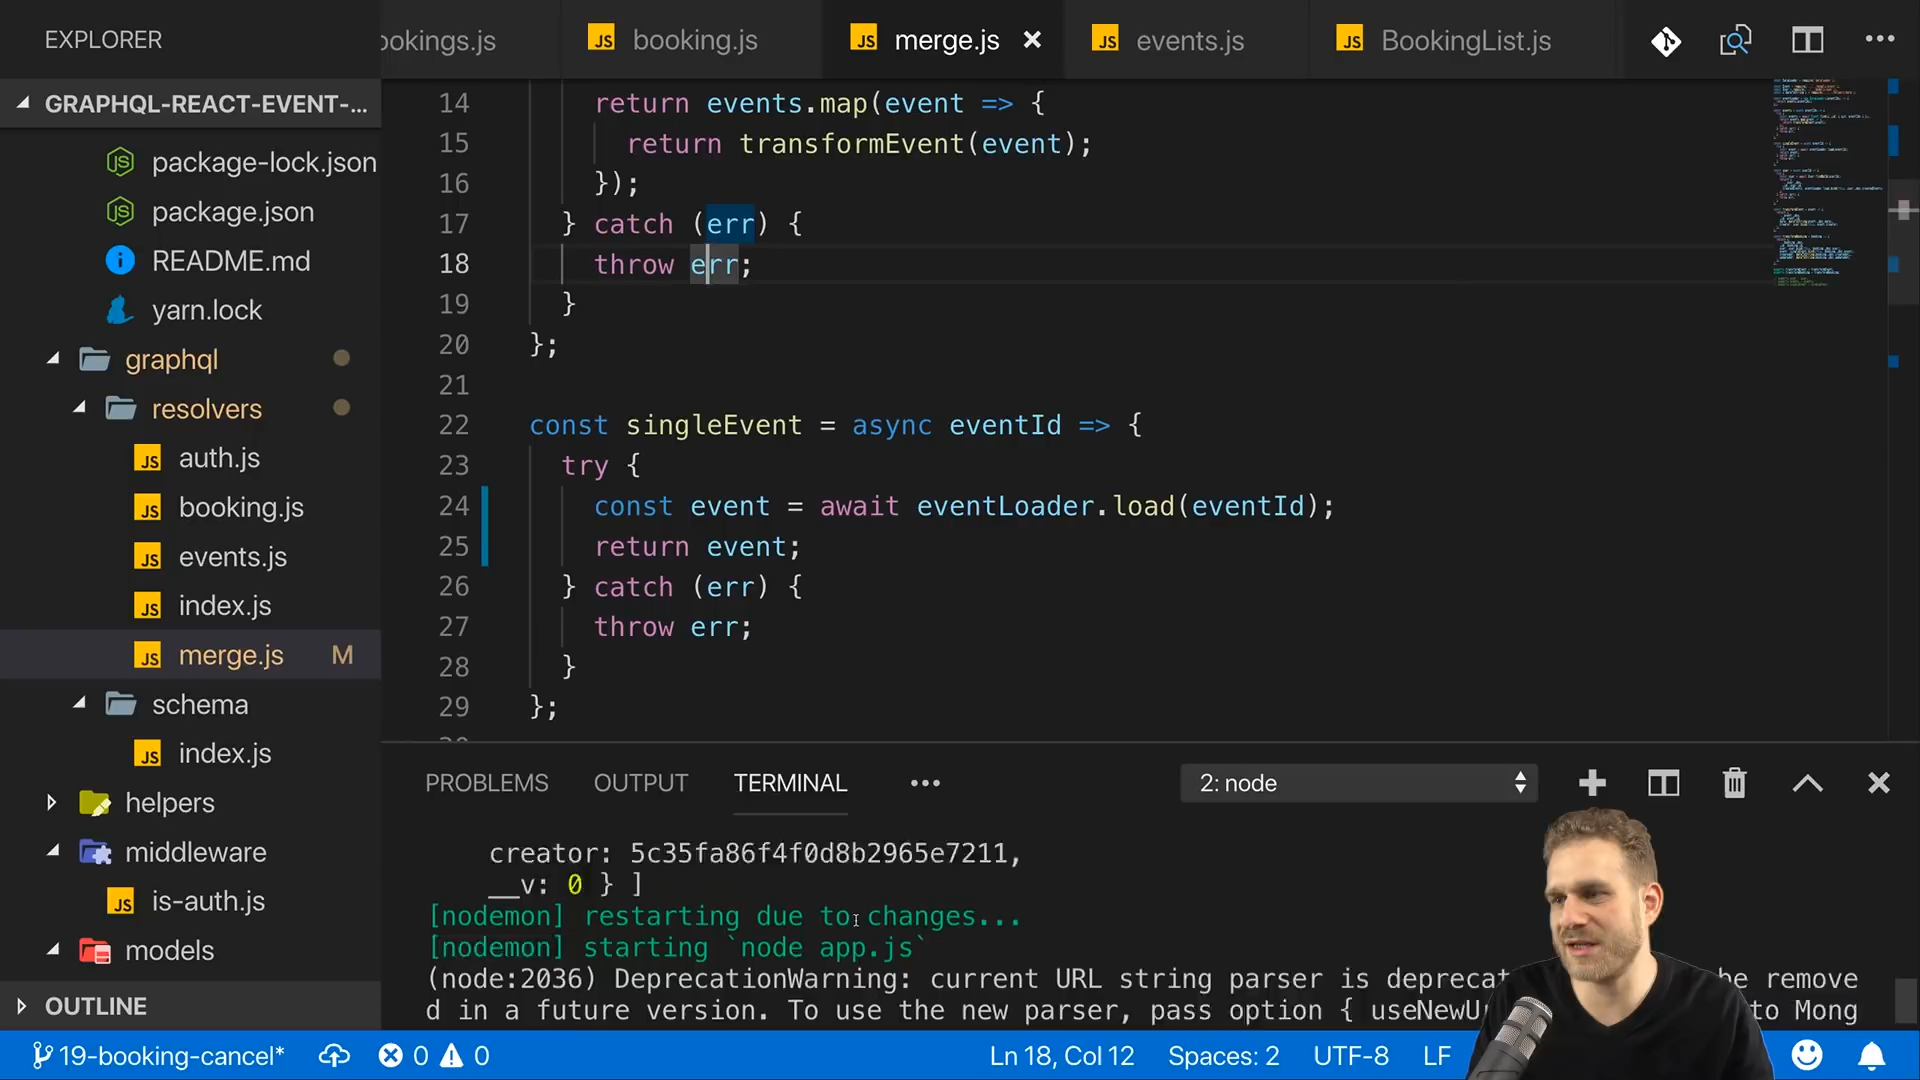 EXPLORER
GRAPHQL-REACT-EVENT-...
package-lock.json
package.json
README.md
yarn.lock
graphql
resolvers
auth.js
booking.js
events.js
index.js
merge.js M
schema
index.js
helpers
middleware
is-auth.js
models
OUTLINE
ookings.js
JS booking.js
JS merge.js
JS events.js
JS BookingList.js
14 return events.map(event => {
15 return transformEvent(event);
16 });
17 } catch (err) {
18 throw err;
19 }
20 };
21
22 const singleEvent = async eventId => {
23 try {
24 const event = await eventLoader.load(eventId);
25 return event;
26 } catch (err) {
27 throw err;
28 }
29 };
PROBLEMS OUTPUT TERMINAL 2: node
creator: 5c35fa86f4f0d8b2965e7211,
__v: 0 } ]
[nodemon] restarting due to changes...
[nodemon] starting `node app.js`
(node:2036) DeprecationWarning: current URL string parser is deprecat be remove
d in a future version. To use the new parser, pass option { useNewU to Mong
19-booking-cancel* 0 0 Ln 18, Col 12 Spaces: 2 UTF-8 LF